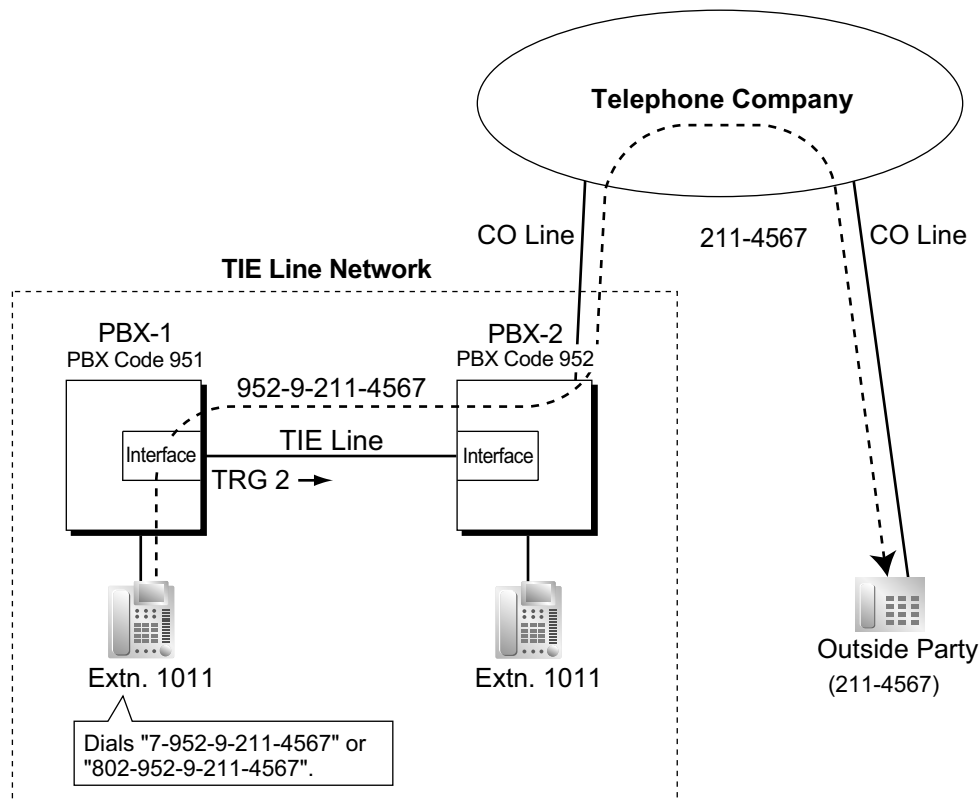 Telephone Company
CO Line
211-4567
CO Line
TIE Line Network
PBX-1
PBX Code 951
PBX-2
PBX Code 952
952-9-211-4567
Interface
TIE Line
Interface
TRG 2
Extn. 1011
Extn. 1011
Outside Party
(211-4567)
Dials "7-952-9-211-4567" or
"802-952-9-211-4567".